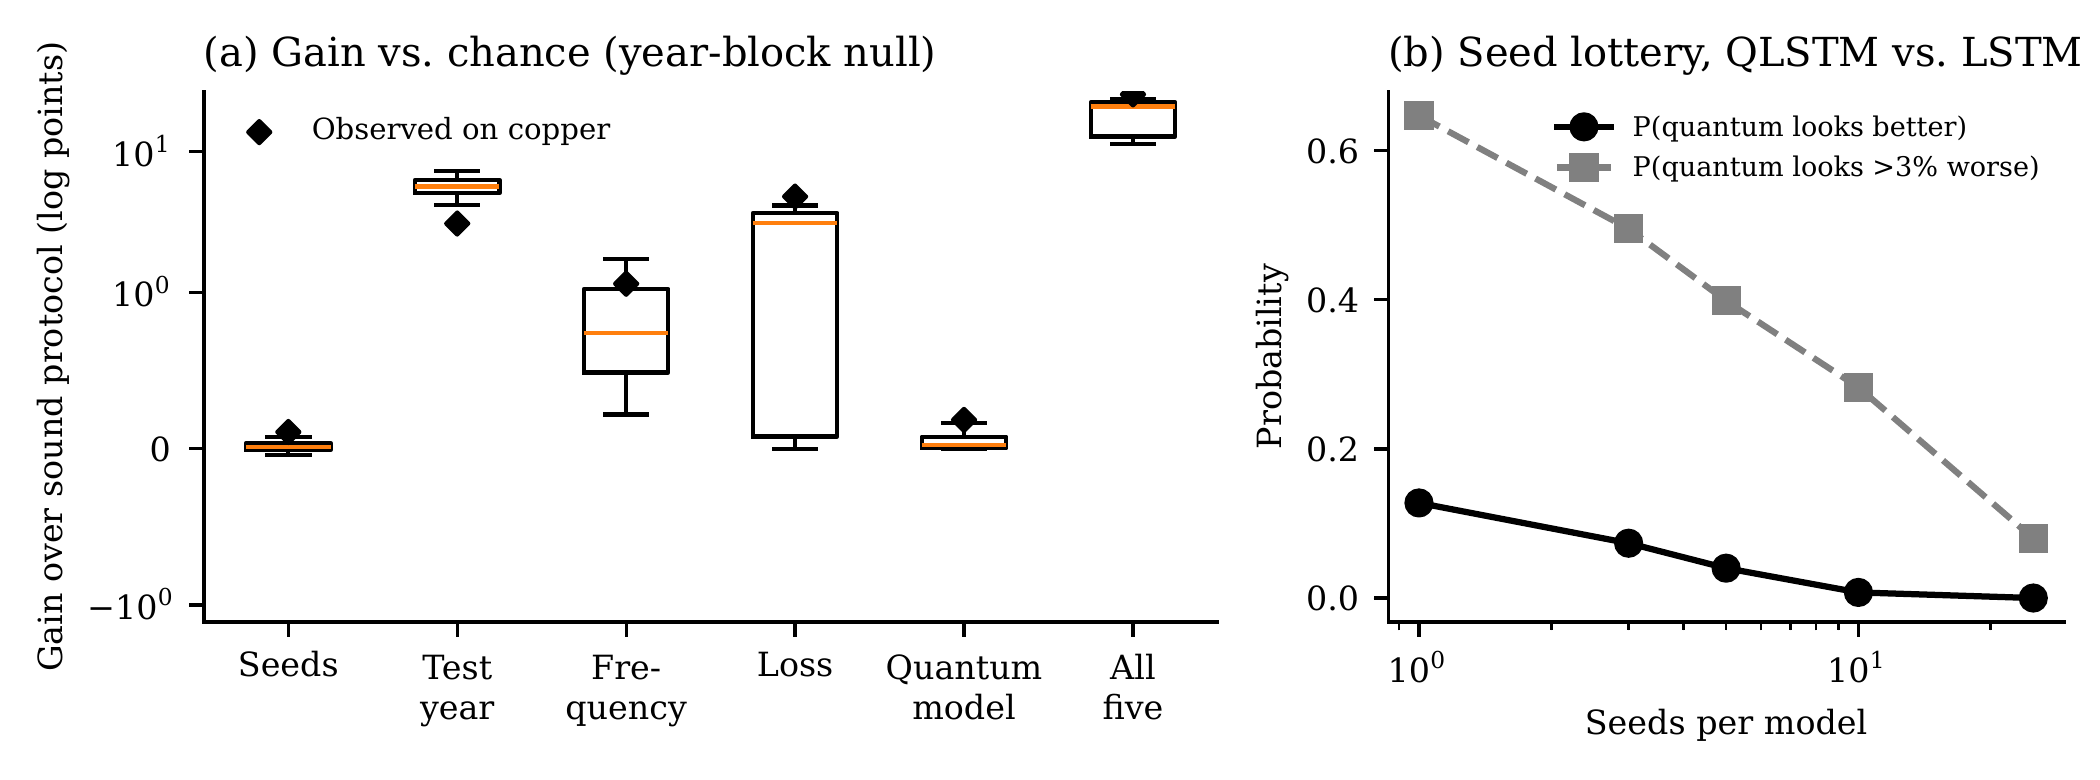 (a) Gain vs. chance (year-block null)
Gain over sound protocol (log points)
Observed on copper
10¹
10⁰
0
−10⁰
Seeds
Test
year
Fre-
quency
Loss
Quantum
model
All
five
(b) Seed lottery, QLSTM vs. LSTM
Probability
P(quantum looks better)
P(quantum looks >3% worse)
0.6
0.4
0.2
0.0
10⁰
10¹
Seeds per model